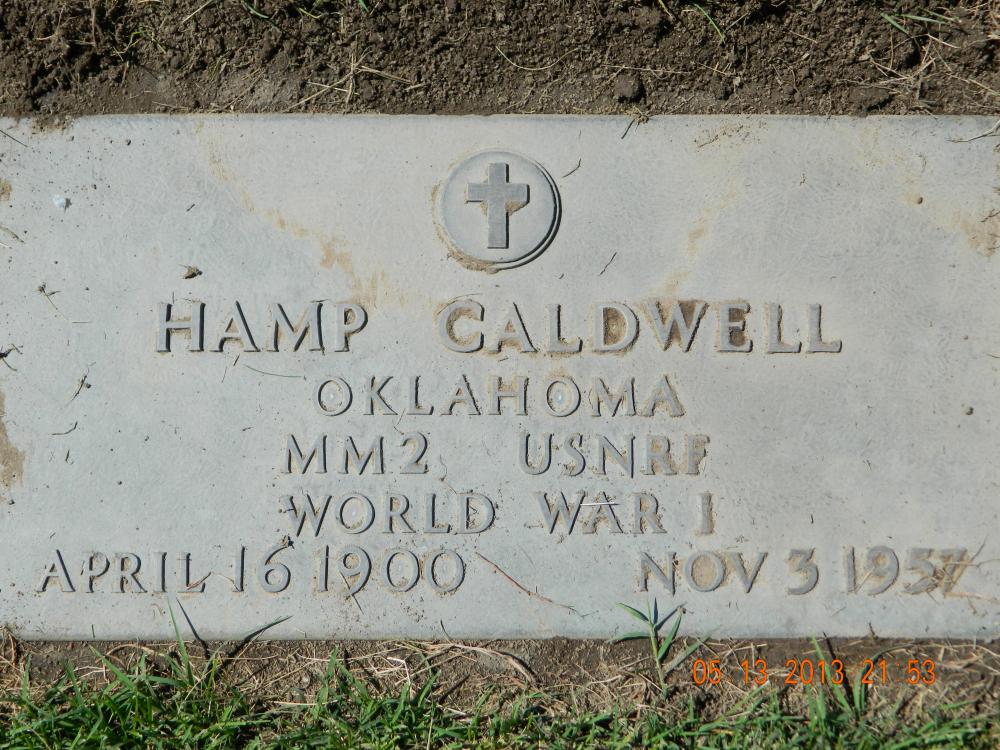 HAMP CALDWELL
OKLAHOMA
MM2 USNRF
WORLD WAR I
APRIL 16 1900 NOV 3 1957
05 13 2013 21 53